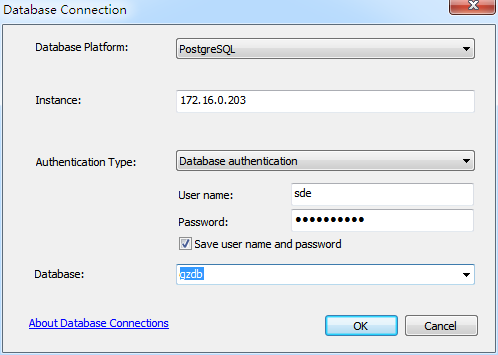 Database Connection
Database Platform: PostgreSQL
Instance: 172.16.0.203
Authentication Type: Database authentication
User name: sde
Password: ●●●●●●●●●●
Save user name and password
Database: gzdb
About Database Connections
OK Cancel